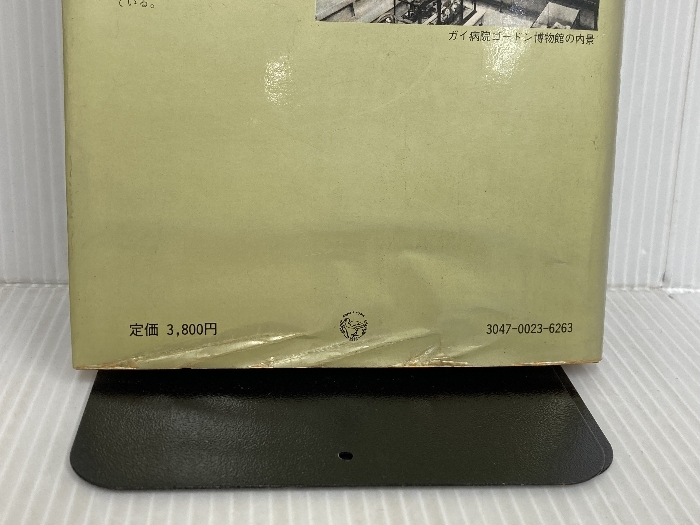 ている。
ガイ病院ゴードン博物館の内景
定価 3,800円
3047-0023-6263